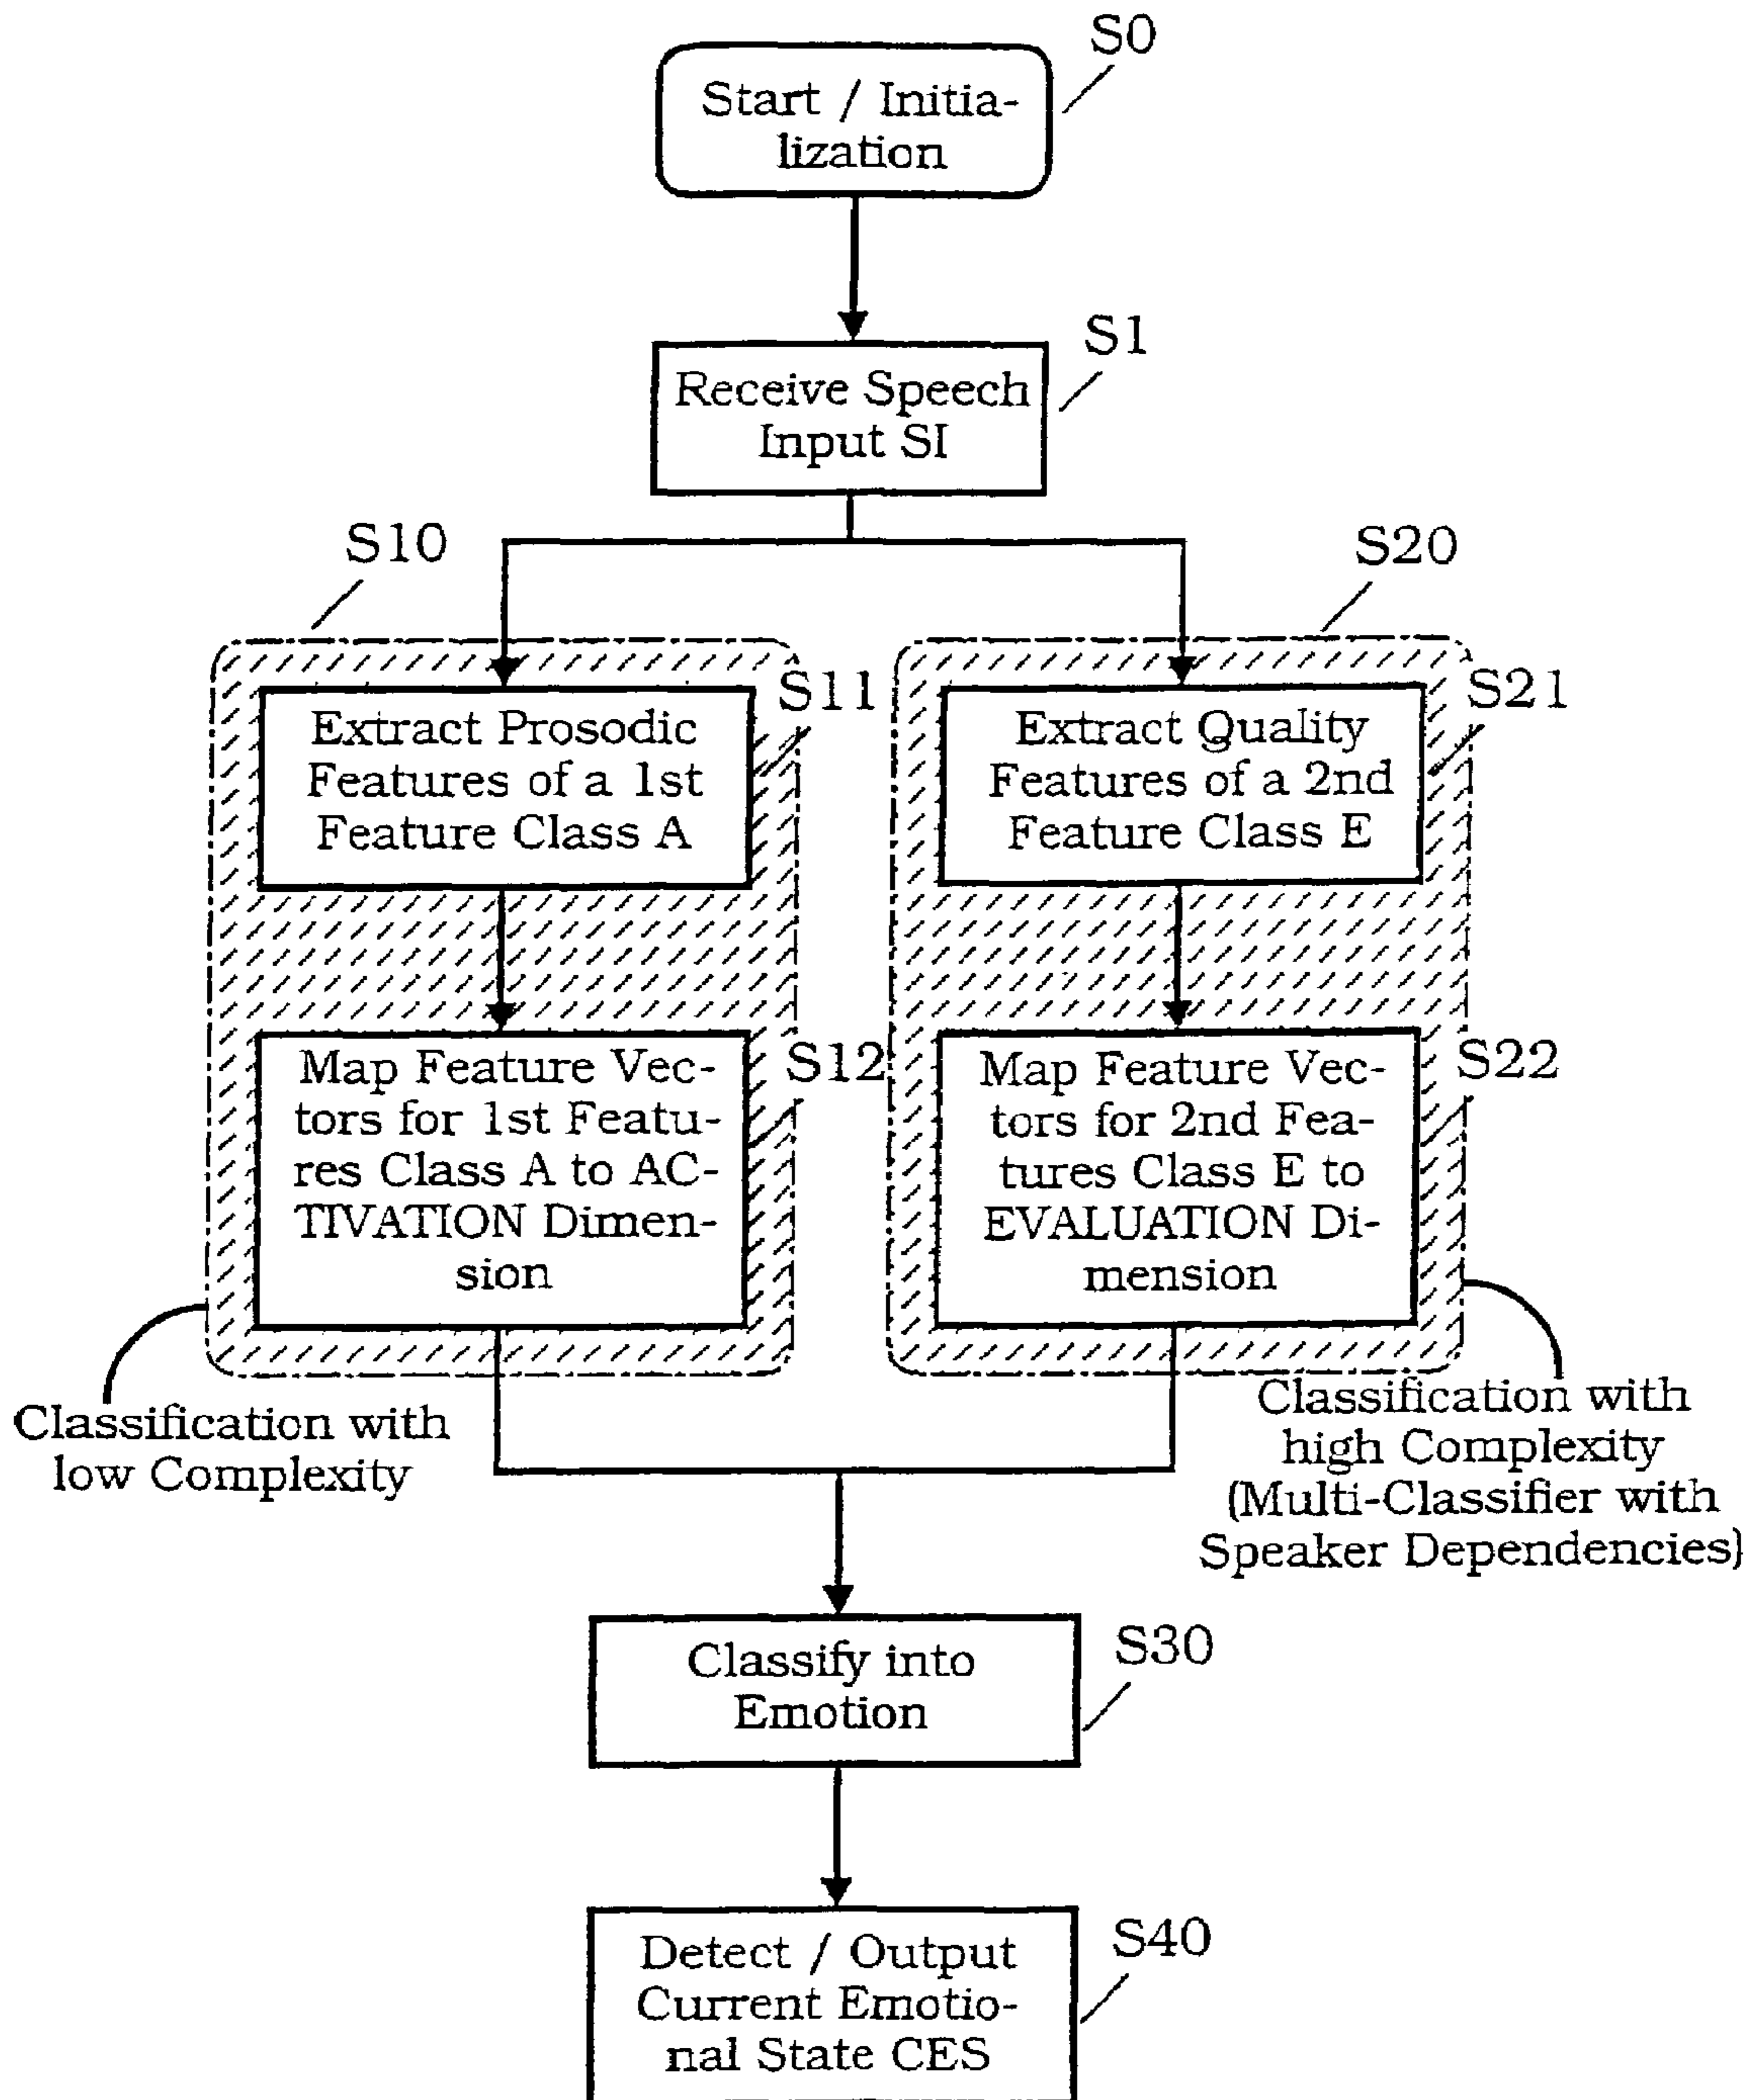 S0
Start / Initia-
lization
S1
Receive Speech
Input SI
S10
S20
S11
Extract Prosodic
Features of a 1st
Feature Class A
S21
Extract Quality
Features of a 2nd
Feature Class E
S12
Map Feature Vec-
tors for 1st Featu-
res Class A to AC-
TIVATION Dimen-
sion
S22
Map Feature Vec-
tors for 2nd Fea-
tures Class E to
EVALUATION Di-
mension
Classification with
low Complexity
Classification with
high Complexity
(Multi-Classifier with
Speaker Dependencies)
S30
Classify into
Emotion
S40
Detect / Output
Current Emotio-
nal State CES